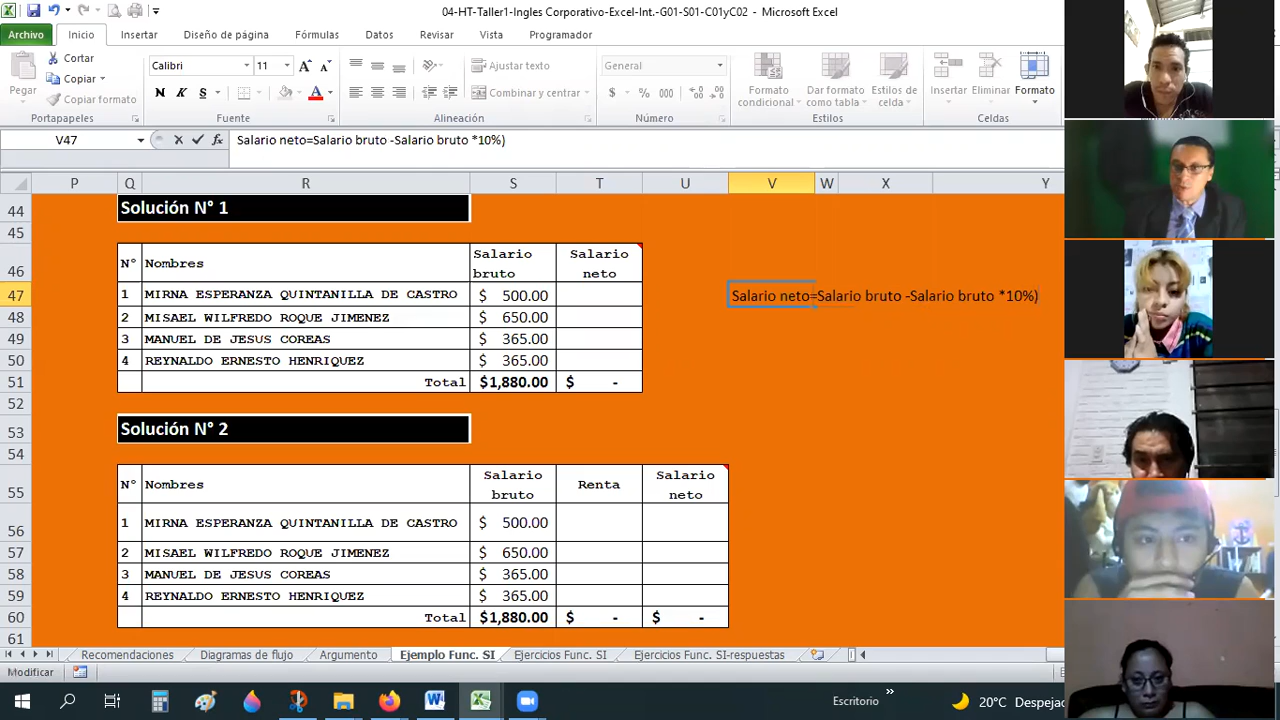 04-HT-Taller1-Ingles Corporativo-Excel-Int.-G01-S01-C01yC02 - Microsoft Excel
Archivo Inicio Insertar Diseño de página Fórmulas Datos Revisar Vista Programador
Pegar Cortar Copiar Copiar formato
Calibri 11 Ajustar texto General
N K S Combinar y centrar $ % 000
Formato condicional Dar formato como tabla Estilos de celda Insertar Eliminar Formato
Portapapeles Fuente Alineación Número Estilos Celdas
V47 fx Salario neto=Salario bruto -Salario bruto *10%)
P Q R S T U V W X Y
44 Solución N° 1
45
46 N° Nombres Salario bruto Salario neto
47 1 MIRNA ESPERANZA QUINTANILLA DE CASTRO $ 500.00 Salario neto=Salario bruto -Salario bruto *10%)
48 2 MISAEL WILFREDO ROQUE JIMENEZ $ 650.00
49 3 MANUEL DE JESUS COREAS $ 365.00
50 4 REYNALDO ERNESTO HENRIQUEZ $ 365.00
51 Total $1,880.00 $ -
52
53 Solución N° 2
54
55 N° Nombres Salario bruto Renta Salario neto
56 1 MIRNA ESPERANZA QUINTANILLA DE CASTRO $ 500.00
57 2 MISAEL WILFREDO ROQUE JIMENEZ $ 650.00
58 3 MANUEL DE JESUS COREAS $ 365.00
59 4 REYNALDO ERNESTO HENRIQUEZ $ 365.00
60 Total $1,880.00 $ - $ -
61
Recomendaciones Diagramas de flujo Argumento Ejemplo Func. SI Ejercicios Func. SI Ejercicios Func. SI-respuestas
Modificar
Escritorio » 20°C Despejac